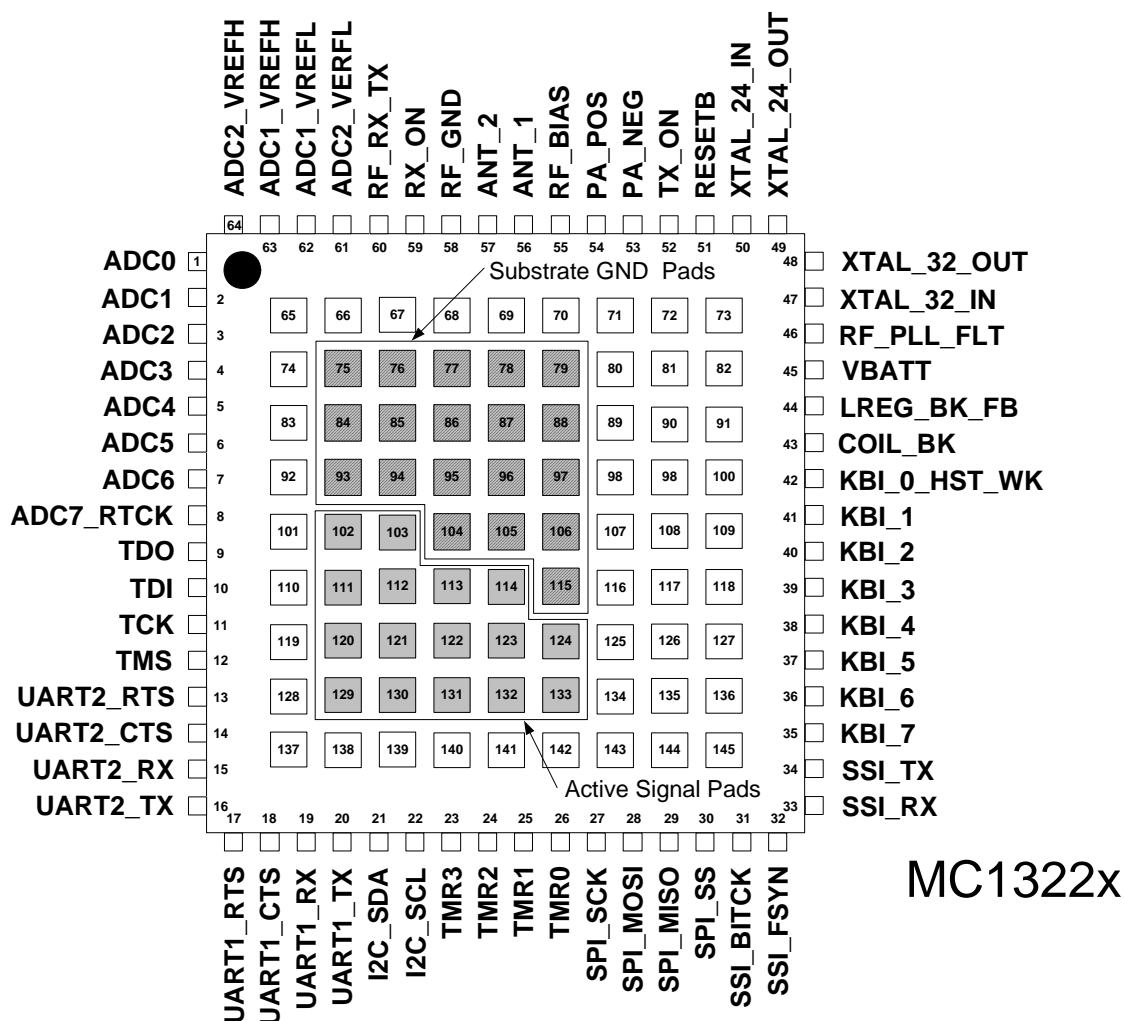 ADC2_VREFH
ADC1_VREFH
ADC1_VREFL
ADC2_VERFL
RF_RX_TX
RX_ON
RF_GND
ANT_2
ANT_1
RF_BIAS
PA_POS
PA_NEG
TX_ON
RESETB
XTAL_24_IN
XTAL_24_OUT
64 63 62 61 60 59 58 57 56 55 54 53 52 51 50 49
Substrate GND Pads
ADC0 1
ADC1 2
ADC2 3
ADC3 4
ADC4 5
ADC5 6
ADC6 7
ADC7_RTCK 8
TDO 9
TDI 10
TCK 11
TMS 12
UART2_RTS 13
UART2_CTS 14
UART2_RX 15
UART2_TX 16
65 66 67 68 69 70 71 72 73
74 75 76 77 78 79 80 81 82
83 84 85 86 87 88 89 90 91
92 93 94 95 96 97 98 98 100
101 102 103 104 105 106 107 108 109
110 111 112 113 114 115 116 117 118
119 120 121 122 123 124 125 126 127
128 129 130 131 132 133 134 135 136
137 138 139 140 141 142 143 144 145
Active Signal Pads
48 XTAL_32_OUT
47 XTAL_32_IN
46 RF_PLL_FLT
45 VBATT
44 LREG_BK_FB
43 COIL_BK
42 KBI_0_HST_WK
41 KBI_1
40 KBI_2
39 KBI_3
38 KBI_4
37 KBI_5
36 KBI_6
35 KBI_7
34 SSI_TX
33 SSI_RX
17 18 19 20 21 22 23 24 25 26 27 28 29 30 31 32
UART1_RTS
UART1_CTS
UART1_RX
UART1_TX
I2C_SDA
I2C_SCL
TMR3
TMR2
TMR1
TMR0
SPI_SCK
SPI_MOSI
SPI_MISO
SPI_SS
SSI_BITCK
SSI_FSYN
MC1322x